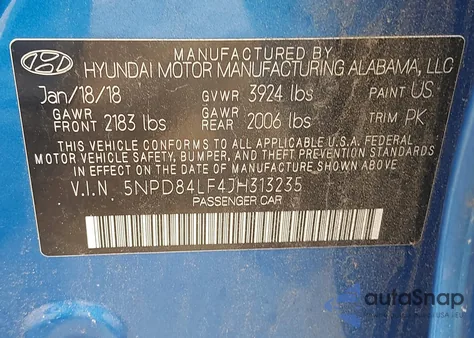 MANUFACTURED BY
HYUNDAI MOTOR MANUFACTURING ALABAMA, LLC
Jan/18/18 GVWR 3924 lbs PAINT US
GAWR FRONT 2183 lbs GAWR REAR 2006 lbs TRIM PK
THIS VEHICLE CONFORMS TO ALL APPLICABLE U.S.A. FEDERAL
MOTOR VEHICLE SAFETY, BUMPER, AND THEFT PREVENTION STANDARDS
IN EFFECT ON THE DATE OF MANUFACTURE SHOWN ABOVE
V.I.N 5NPD84LF4JH313235
PASSENGER CAR
autoSnap